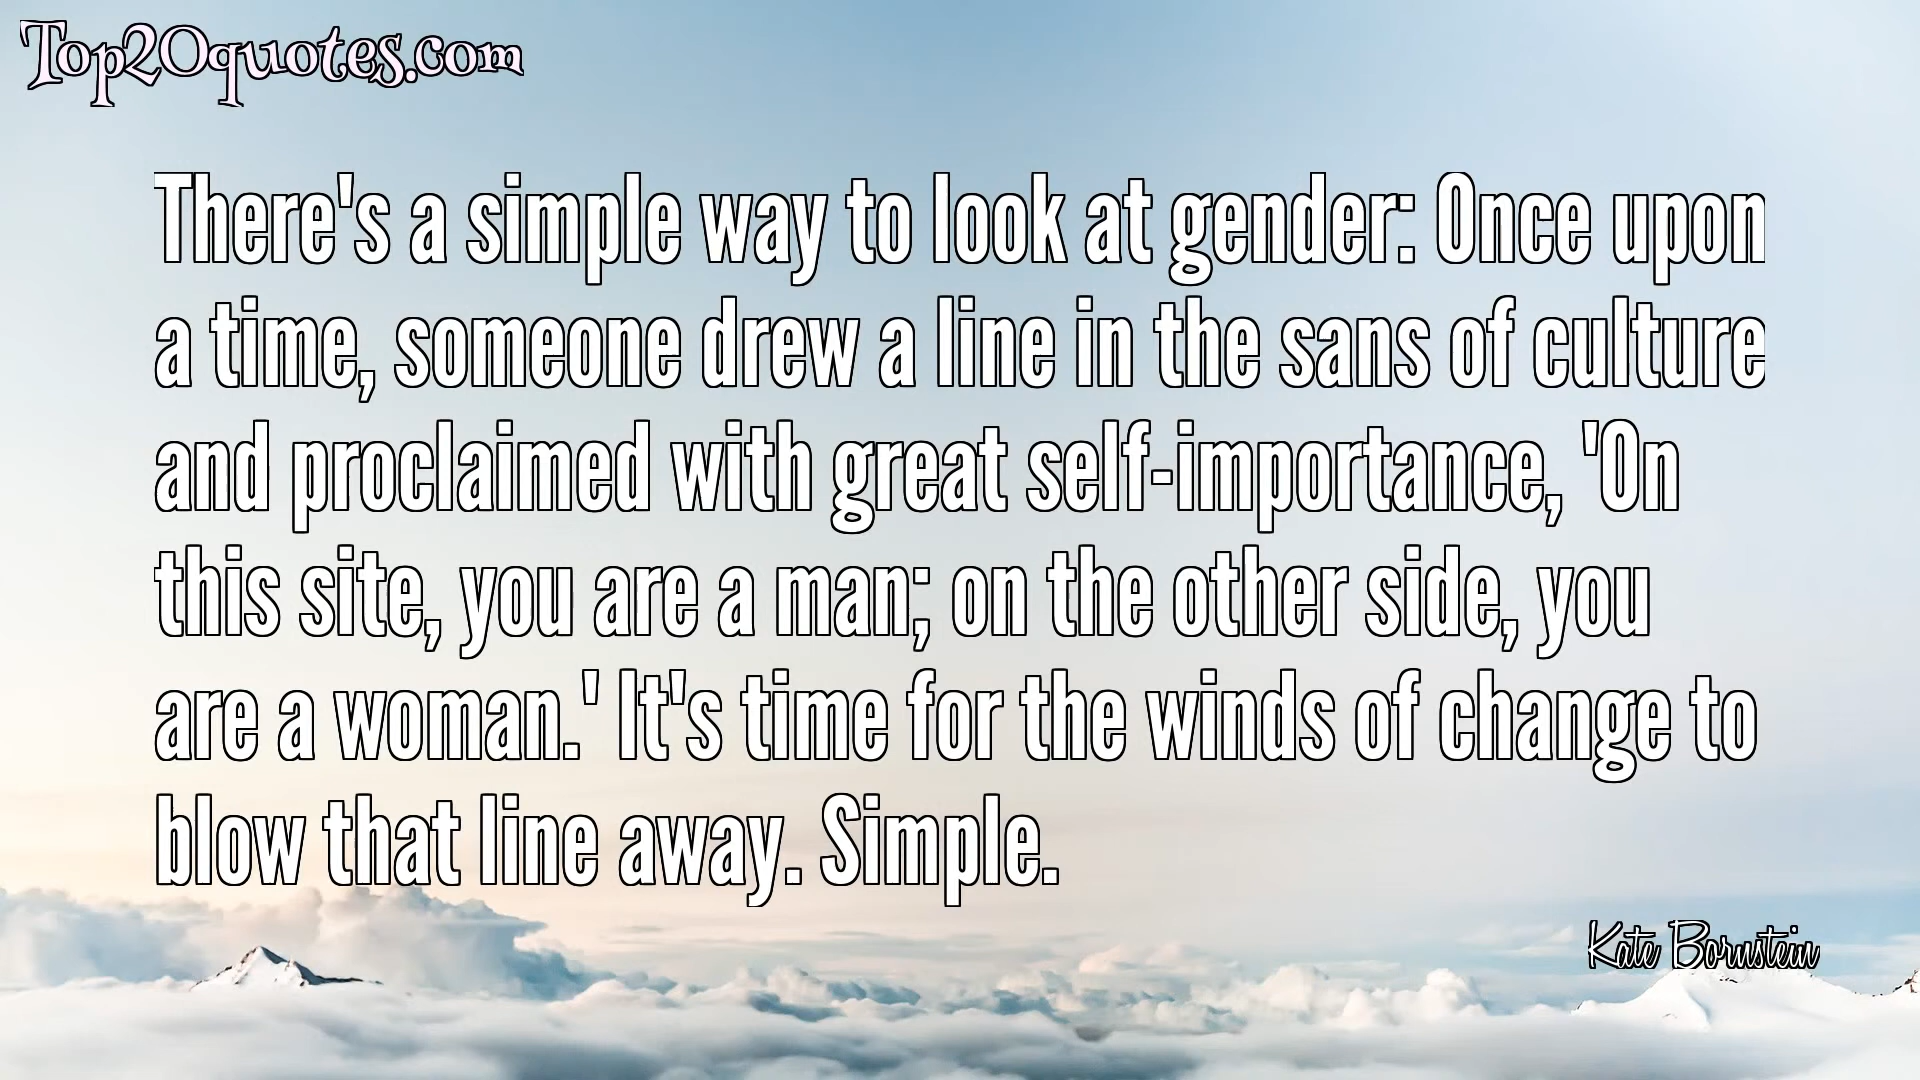 Top20quotes.com
There's a simple way to look at gender: Once upon
a time, someone drew a line in the sans of culture
and proclaimed with great self-importance, 'On
this site, you are a man; on the other side, you
are a woman.' It's time for the winds of change to
blow that line away. Simple.
Kate Bornstein